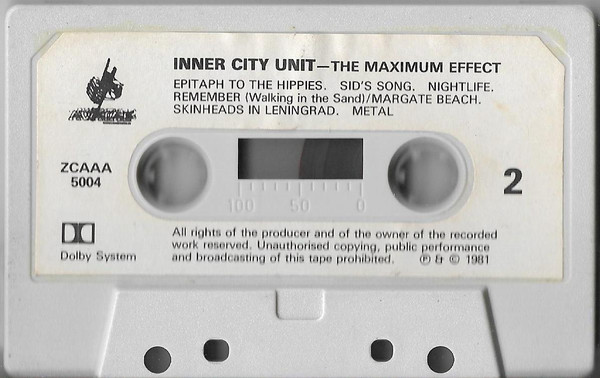 INNER CITY UNIT—THE MAXIMUM EFFECT
EPITAPH TO THE HIPPIES. SID'S SONG. NIGHTLIFE.
REMEMBER (Walking in the Sand)/MARGATE BEACH.
SKINHEADS IN LENINGRAD. METAL
ZCAAA
5004
2
100 50 0
Dolby System
All rights of the producer and of the owner of the recorded
work reserved. Unauthorised copying, public performance
and broadcasting of this tape prohibited. ℗ & © 1981